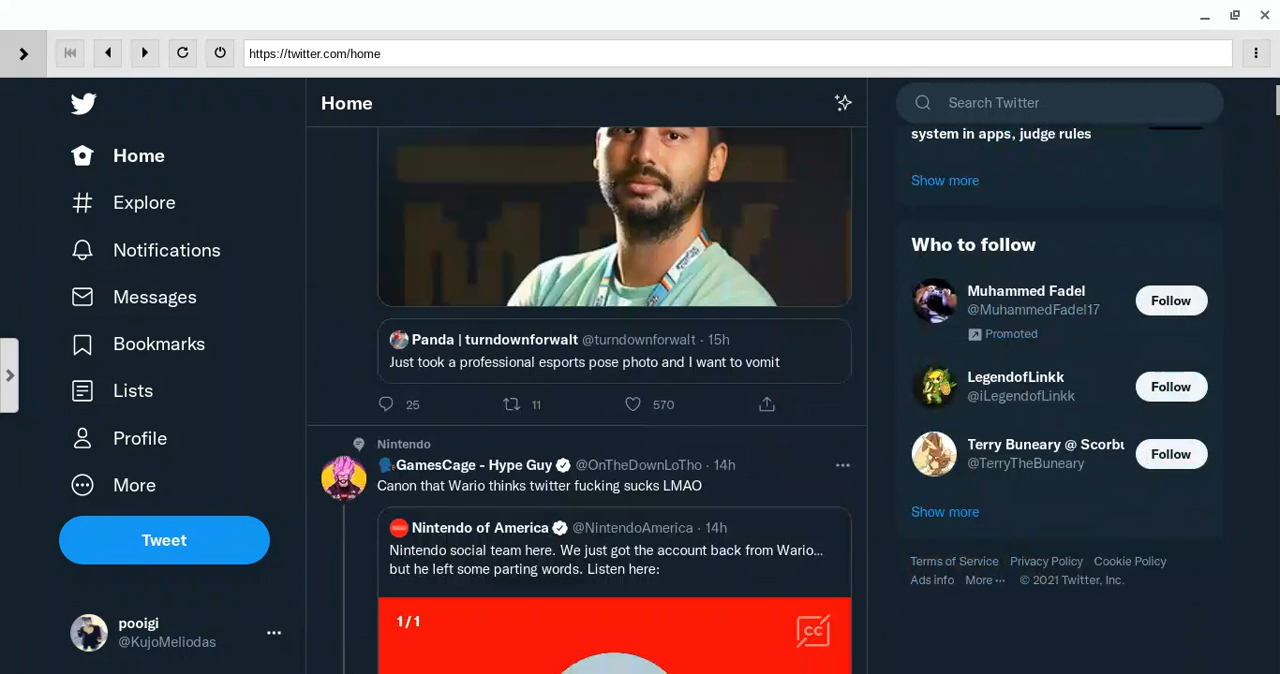 https://twitter.com/home
Home
Explore
Notifications
Messages
Bookmarks
Lists
Profile
More
Tweet
pooigi
@KujoMeliodas
Home
Panda | turndownforwalt @turndownforwalt · 15h
Just took a professional esports pose photo and I want to vomit
25 11 570
Nintendo
GamesCage - Hype Guy @OnTheDownLoTho · 14h
Canon that Wario thinks twitter fucking sucks LMAO
Nintendo of America @NintendoAmerica · 14h
Nintendo social team here. We just got the account back from Wario…
but he left some parting words. Listen here:
1/1
CC
Search Twitter
system in apps, judge rules
Show more
Who to follow
Muhammed Fadel
@MuhammedFadel17
Promoted
Follow
LegendofLinkk
@iLegendofLinkk
Follow
Terry Buneary @ Scorbu
@TerryTheBuneary
Follow
Show more
Terms of Service Privacy Policy Cookie Policy
Ads info More ··· © 2021 Twitter, Inc.